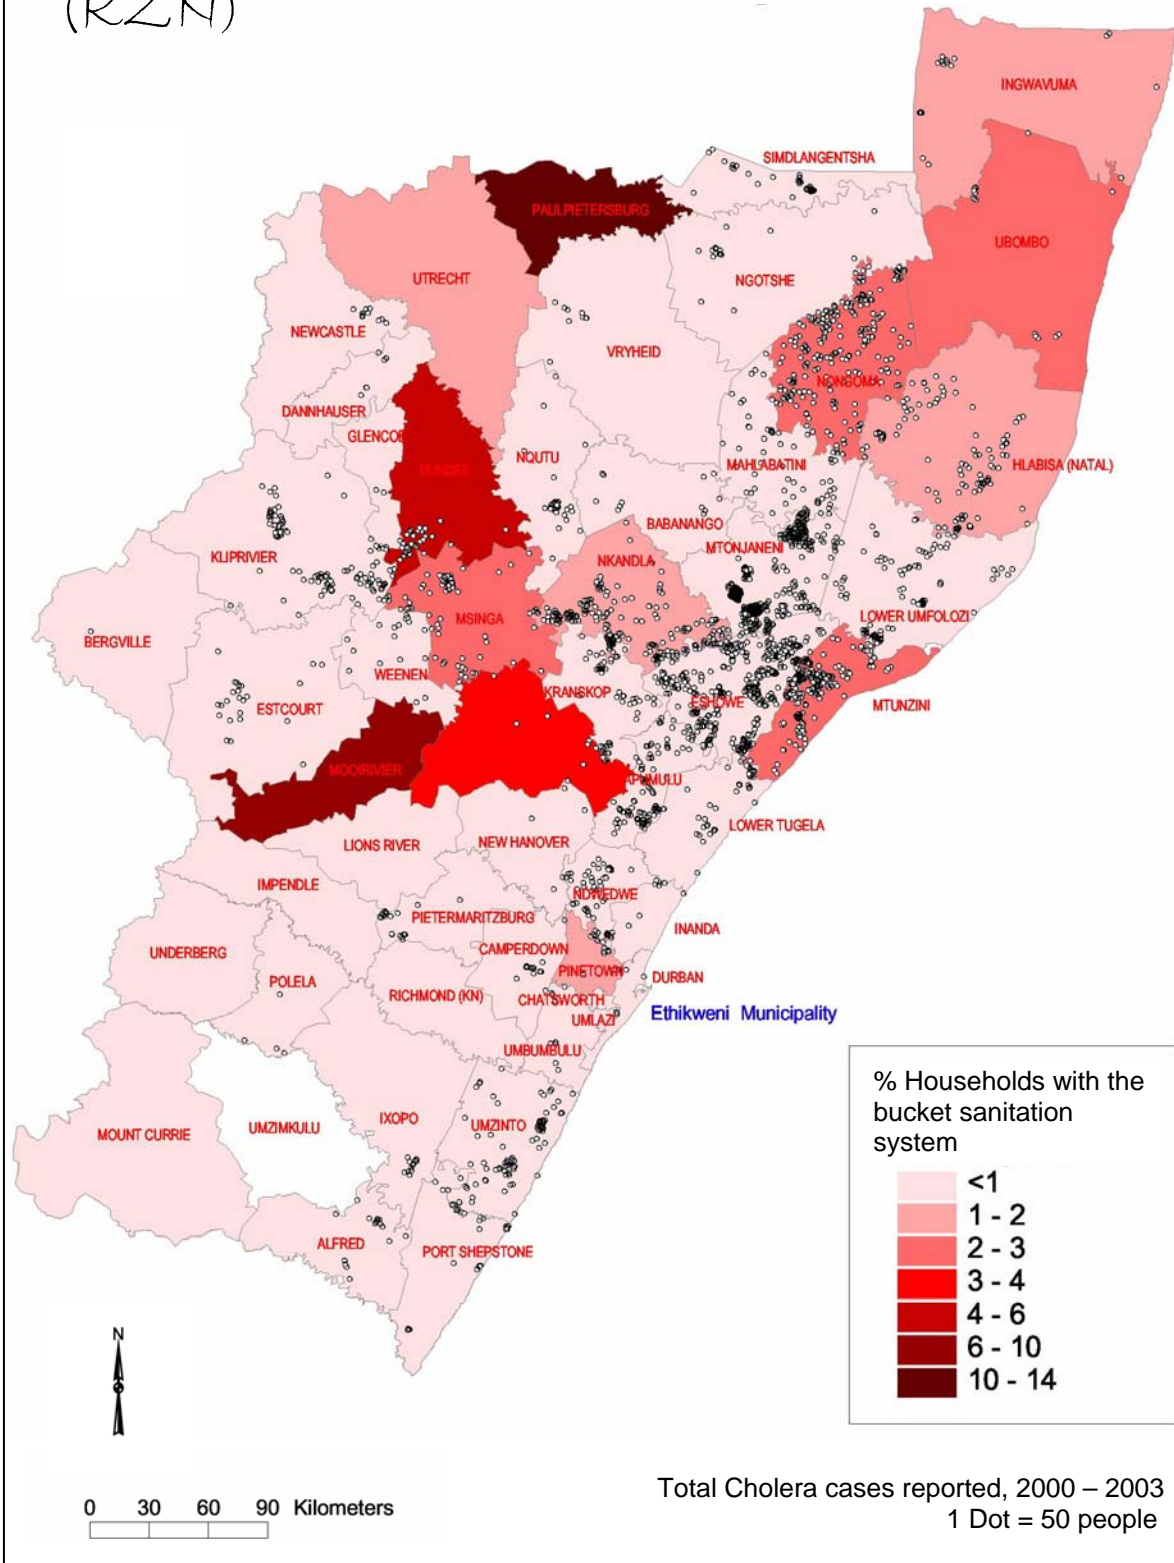 (KZN)
INGWAVUMA
SIMDLANGENTSHA
PAULPIETERSBURG
UBOMBO
UTRECHT
NGOTSHE
NEWCASTLE
VRYHEID
NONGOMA
DANNHAUSER
GLENCOE
NQUTU
MAHLABATINI
HLABISA (NATAL)
DUNDEE
BABANANGO
MTONJANENI
KLIPRIVIER
NKANDLA
LOWER UMFOLOZI
MSINGA
BERGVILLE
WEENEN
KRANSKOP
ESHOWE
MTUNZINI
ESTCOURT
MOOIRIVIER
APUMULU
LOWER TUGELA
LIONS RIVER
NEW HANOVER
IMPENDLE
NDWEDWE
PIETERMARITZBURG
INANDA
UNDERBERG
CAMPERDOWN
PINETOWN
DURBAN
POLELA
RICHMOND (KN)
CHATSWORTH
UMLAZI
Ethikweni Municipality
UMBUMBULU
MOUNT CURRIE
UMZIMKULU
IXOPO
UMZINTO
ALFRED
PORT SHEPSTONE
% Households with the
bucket sanitation
system
<1
1 - 2
2 - 3
3 - 4
4 - 6
6 - 10
10 - 14
N
0 30 60 90 Kilometers
Total Cholera cases reported, 2000 – 2003
1 Dot = 50 people